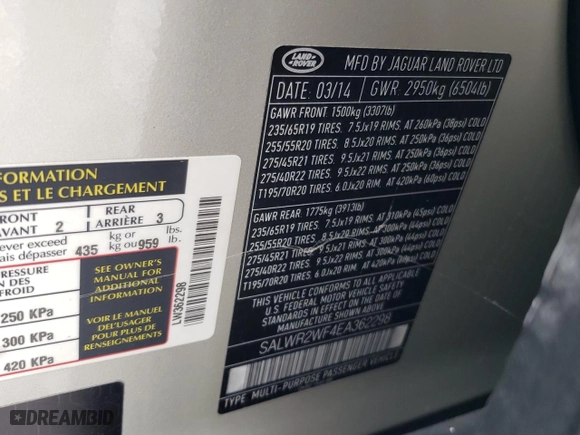 LAND ROVER
MFD BY JAGUAR LAND ROVER LTD
DATE: 03/14 GWR: 2950kg (6504lb)
GAWR FRONT 1500kg (3307lb)
235/65R19 TIRES. 7.5Jx19 RIMS. AT 260kPa (38psi) COLD
255/55R20 TIRES. 8.5Jx20 RIMS. AT 250kPa (36psi) COLD
275/45R21 TIRES. 9.5Jx21 RIMS. AT 250kPa (36psi) COLD
275/40R22 TIRES. 9.5Jx22 RIMS. AT 250kPa (36psi) COLD
T195/70R20 TIRES. 6.0Jx20 RIM. AT 420kPa (60psi) COLD
GAWR REAR 1775kg (3913lb)
235/65R19 TIRES. 7.5Jx19 RIMS. AT 310kPa (45psi) COLD
255/55R20 TIRES. 8.5Jx20 RIMS. AT 300kPa (44psi) COLD
275/45R21 TIRES. 9.5Jx21 RIMS. AT 300kPa (44psi) COLD
275/40R22 TIRES. 9.5Jx22 RIMS. AT 300kPa (44psi) COLD
T195/70R20 TIRES. 6.0Jx20 RIM. AT 420kPa (60psi) COLD
THIS VEHICLE CONFORMS TO ALL APPLICABLE
U.S. FEDERAL MOTOR VEHICLE SAFETY
STANDARDS IN EFFECT ON THE DATE OF
MANUFACTURE SHOWN ABOVE
SALWR2WF4EA362298
TYPE: MULTI-PURPOSE PASSENGER VEHICLE
FORMATION
S ET LE CHARGEMENT
FRONT
AVANT 2 REAR
ARRIÈRE 3
ever exceed
ais dépasser 435 kg or
kg ou 959 lbs.
lb.
PRESSURE
ON DES
FROID
250 KPa
300 KPa
420 KPa
SEE OWNER'S
MANUAL FOR
ADDITIONAL
INFORMATION
VOIR LE MANUEL
DE L'USAGER
POUR PLUS DE
RENSEIGNEMENTS
LW362298
DREAMBID